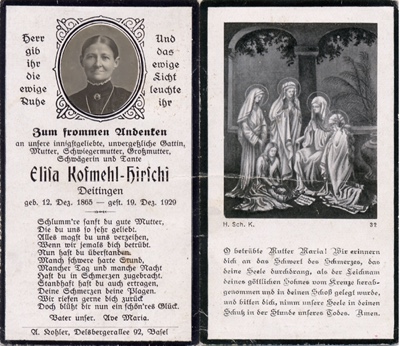 Herr
gib
ihr
die
ewige
Ruhe
Und
das
ewige
Licht
leuchte
ihr
Zum frommen Andenken
an unsere innigstgeliebte, unvergeßliche Gattin,
Mutter, Schwiegermutter, Großmutter,
Schwägerin und Tante
Elisa Kofmehl-Hirschi
Deitingen
geb. 12. Dez. 1865 — gest. 19. Dez. 1929
Schlumm're sanft du gute Mutter,
Die du uns so sehr geliebt.
Alles magst du uns verzeihen,
Wenn wir jemals dich betrübt.
Nun hast du überstanden
Manch schwere harte Stund,
Mancher Tag und manche Nacht
Hast du in Schmerzen zugebracht.
Standhaft hast du auch ertragen,
Deine Schmerzen deine Plagen.
Wir riefen gerne dich zurück
Doch blüht dir nun ein schön'res Glück.
Vater unser. Ave Maria.
A. Kohler, Delsbergerallee 92, Basel
H. Sch. K.
O betrübte Mutter Maria! Wir erinnern
dich an das Schwert des Schmerzes, das
deine Seele durchdrang, als der Leichnam
deines göttlichen Sohnes vom Kreuze herab-
genommen und in deinen Schoß gelegt wurde
und bitten dich, nimm unsre Seele in deinen
Schutz in der Stunde unseres Todes. Amen.